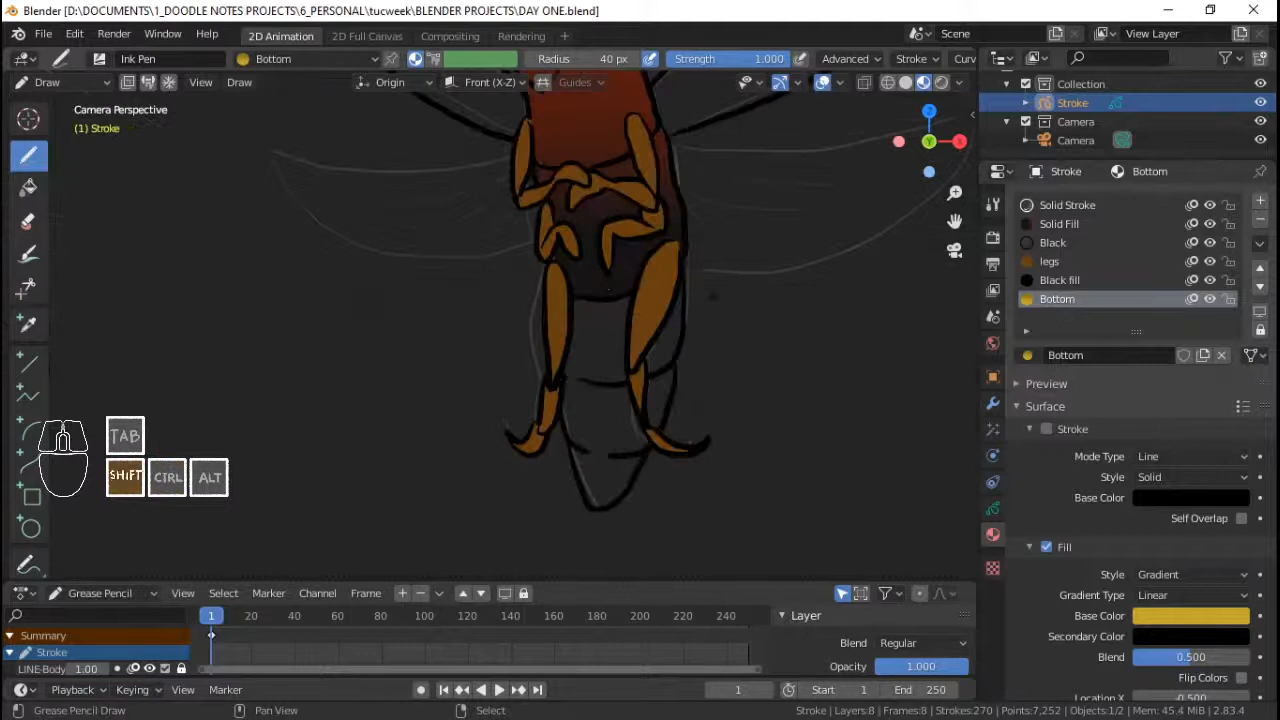 Blender [D:\DOCUMENTS\1_DOODLE NOTES PROJECTS\6_PERSONAL\tucweek\BLENDER PROJECTS\DAY ONE.blend]
File Edit Render Window Help 2D Animation 2D Full Canvas Compositing Rendering Scene View Layer
Ink Pen Bottom Radius 40 px Strength 1.000 Advanced Stroke Curv
Draw View Draw Origin Front (X-Z) Guides
Camera Perspective
(1) Stroke
Z
Y
X
TAB
SHIFT CTRL ALT
Collection
Stroke
Camera
Camera
Stroke Bottom
Solid Stroke
Solid Fill
Black
legs
Black fill
Bottom
Bottom
Preview
Surface
Stroke
Mode Type Line
Style Solid
Base Color
Self Overlap
Fill
Style Gradient
Gradient Type Linear
Base Color
Secondary Color
Blend 0.500
Flip Colors
Location X -0.500
Grease Pencil View Select Marker Channel Frame
1 20 40 60 80 100 120 140 160 180 200 220 240
Summary
Stroke
LINE-Body 1.00
Layer
Blend Regular
Opacity 1.000
Playback Keying View Marker 1 Start 1 End 250
Grease Pencil Draw Pan View Select Stroke | Layers:8 | Frames:8 | Strokes:270 | Points:7,252 | Objects:1/2 | Mem: 45.4 MiB | 2.83.4